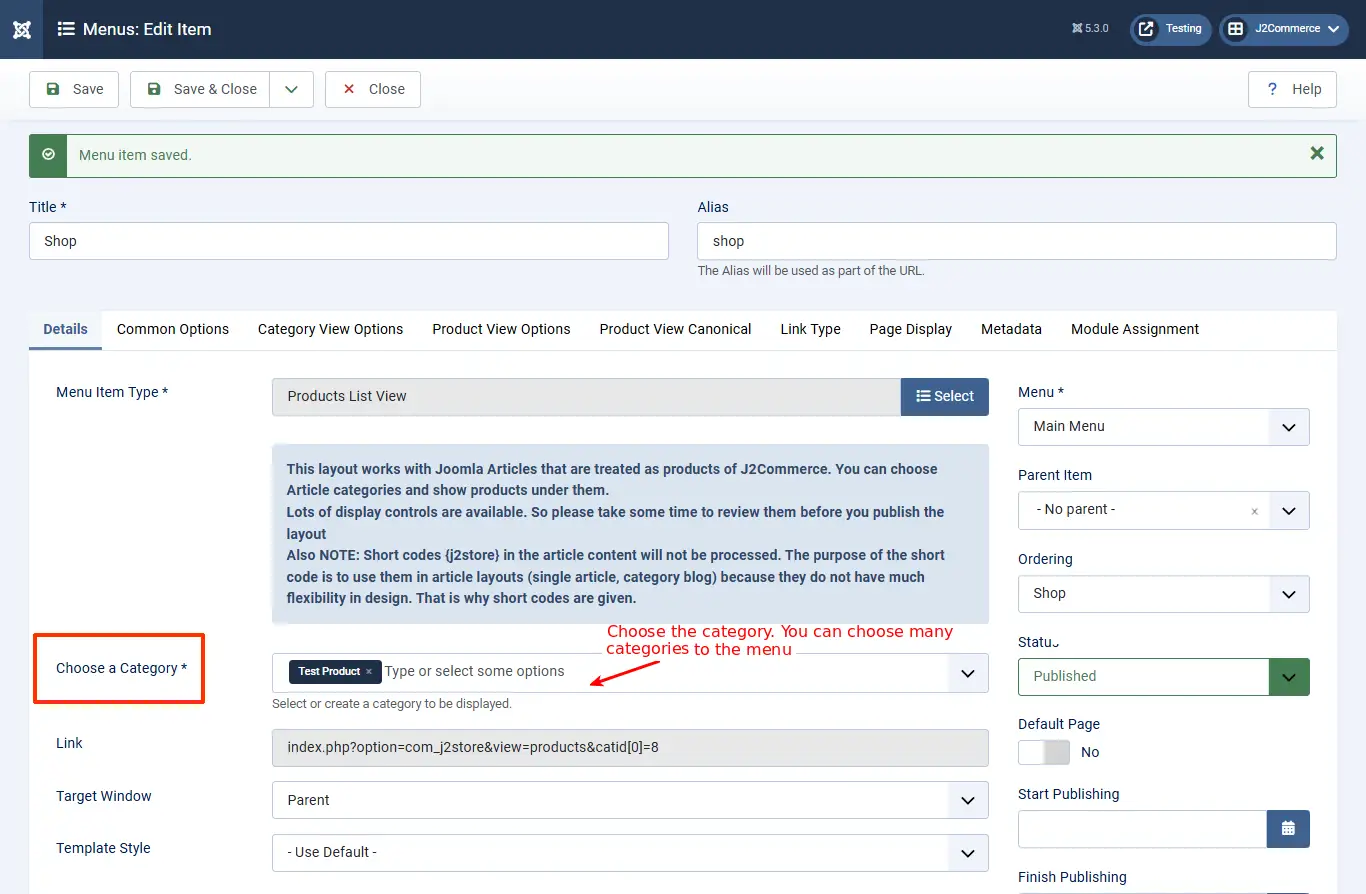 Menus: Edit Item
5.3.0
Testing
J2Commerce
Save
Save & Close
Close
? Help
Menu item saved.
Title *
Alias
Shop
shop
The Alias will be used as part of the URL.
Details
Common Options
Category View Options
Product View Options
Product View Canonical
Link Type
Page Display
Metadata
Module Assignment
Menu Item Type *
Products List View
Select
This layout works with Joomla Articles that are treated as products of J2Commerce. You can choose
Article categories and show products under them.
Lots of display controls are available. So please take some time to review them before you publish the
layout
Also NOTE: Short codes {j2store} in the article content will not be processed. The purpose of the short
code is to use them in article layouts (single article, category blog) because they do not have much
flexibility in design. That is why short codes are given.
Choose the category. You can choose many
categories to the menu
Choose a Category *
Test Product ×
Type or select some options
Select or create a category to be displayed.
Link
index.php?option=com_j2store&view=products&catid[0]=8
Target Window
Parent
Template Style
- Use Default -
Menu *
Main Menu
Parent Item
- No parent -
×
Ordering
Shop
Status
Published
Default Page
No
Start Publishing
Finish Publishing